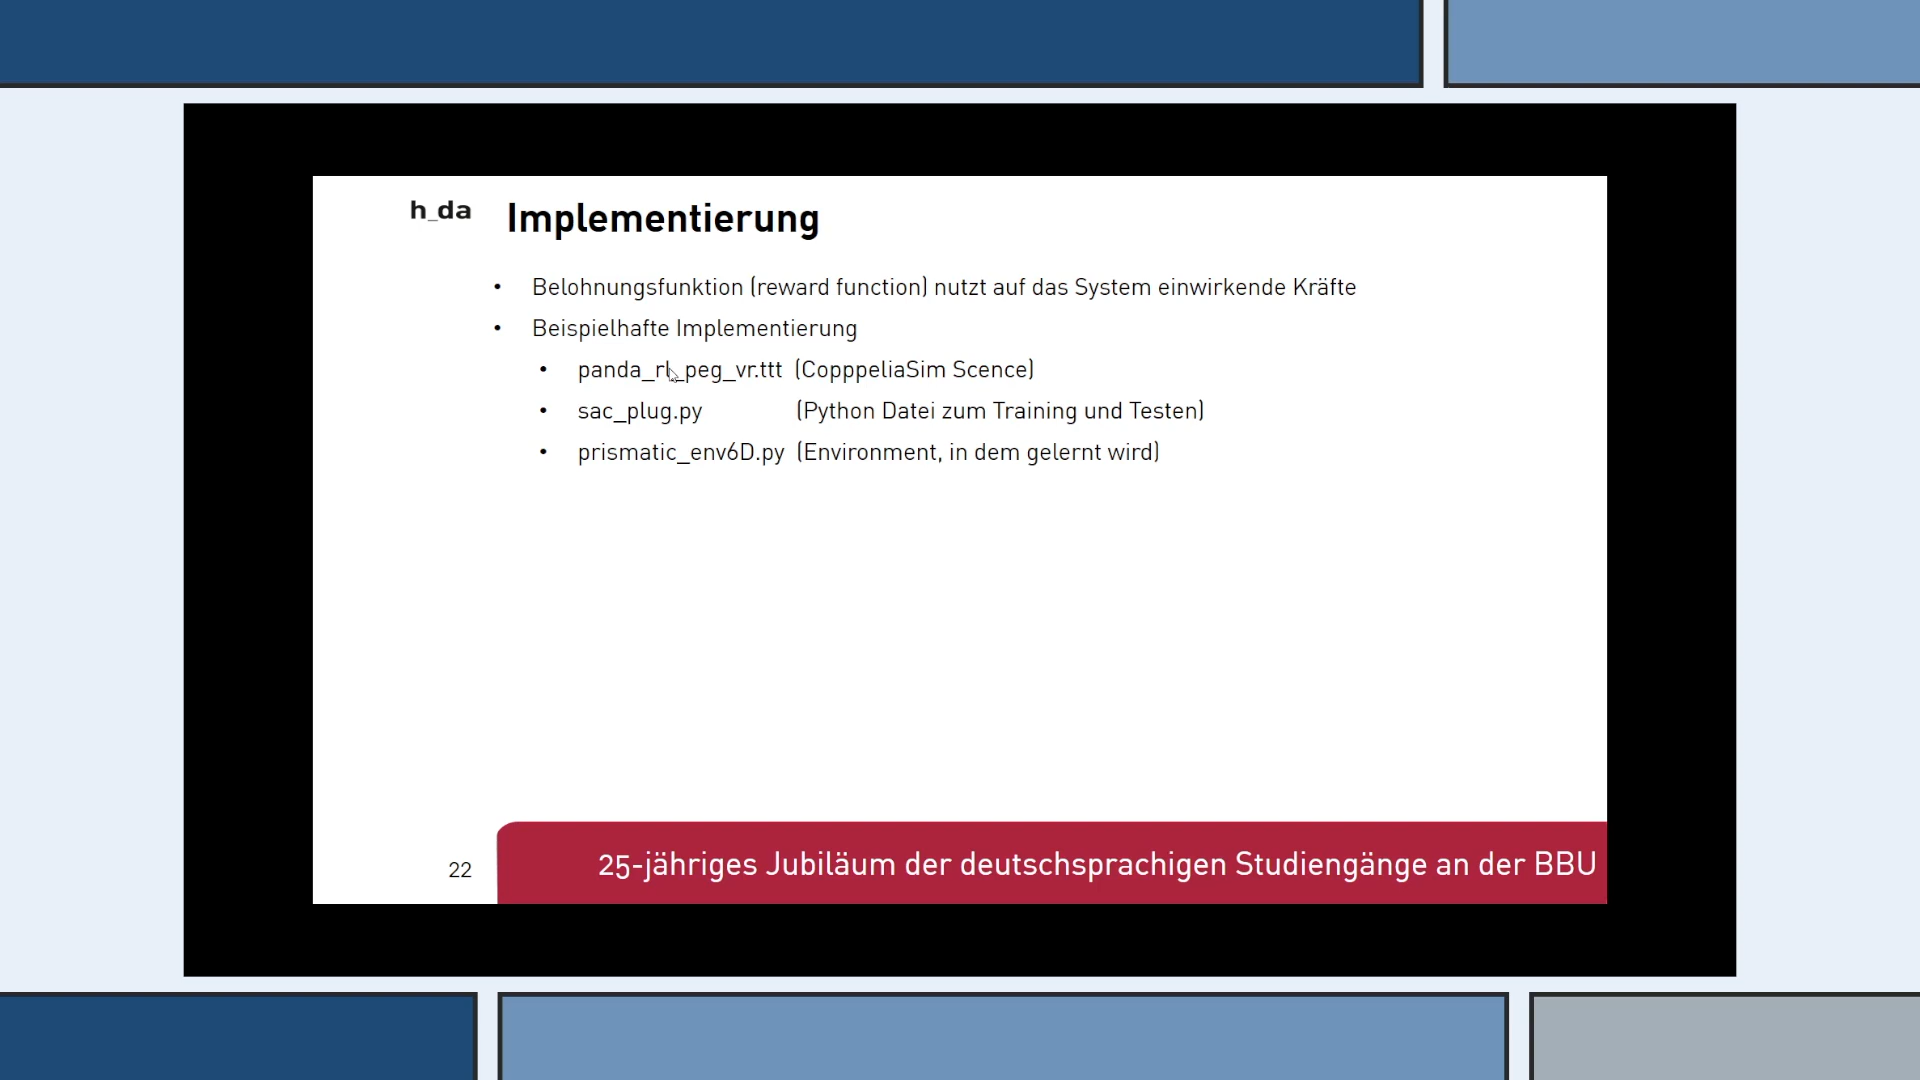 h_da
Implementierung
• Belohnungsfunktion (reward function) nutzt auf das System einwirkende Kräfte
• Beispielhafte Implementierung
• panda_rl_peg_vr.ttt (CopppeliaSim Scence)
• sac_plug.py (Python Datei zum Training und Testen)
• prismatic_env6D.py (Environment, in dem gelernt wird)
22
25-jähriges Jubiläum der deutschsprachigen Studiengänge an der BBU